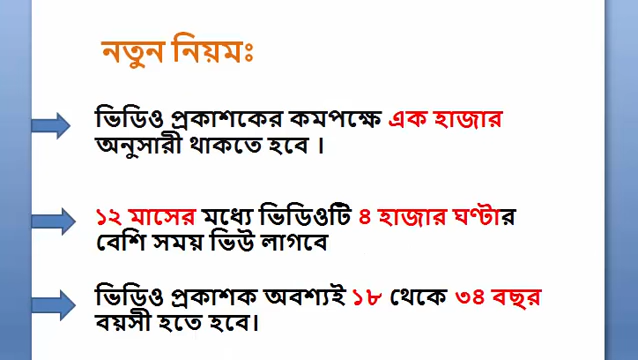 নতুন নিয়মঃ
ভিডিও প্রকাশকের কমপক্ষে এক হাজার
অনুসারী থাকতে হবে ।
১২ মাসের মধ্যে ভিডিওটি ৪ হাজার ঘণ্টার
বেশি সময় ভিউ লাগবে
ভিডিও প্রকাশক অবশ্যই ১৮ থেকে ৩৪ বছর
বয়সী হতে হবে।